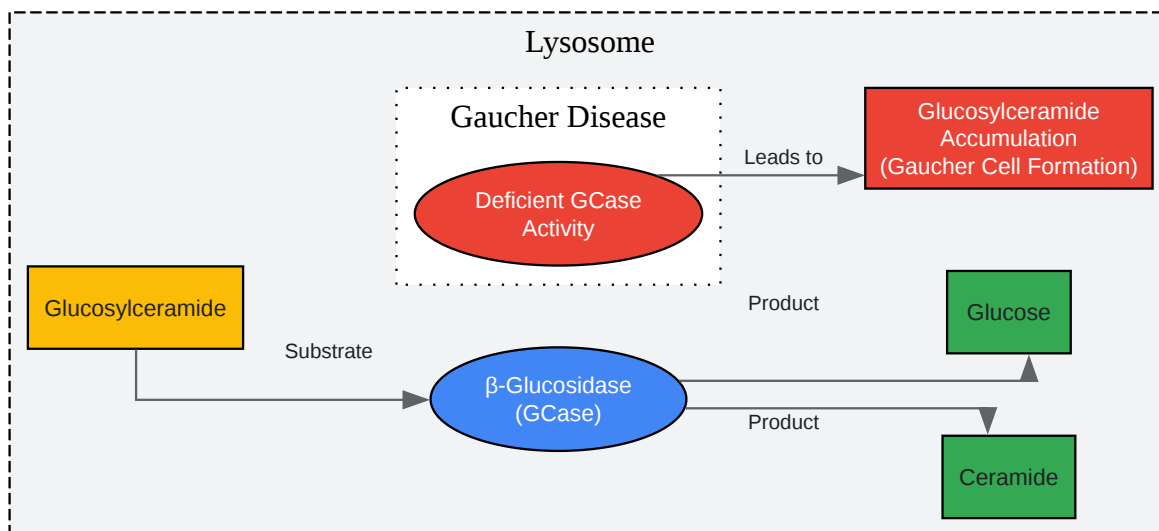 Lysosome
Gaucher Disease
Deficient GCase
Activity
Leads to
Glucosylceramide
Accumulation
(Gaucher Cell Formation)
Glucosylceramide
Substrate
β-Glucosidase
(GCase)
Product
Glucose
Product
Ceramide